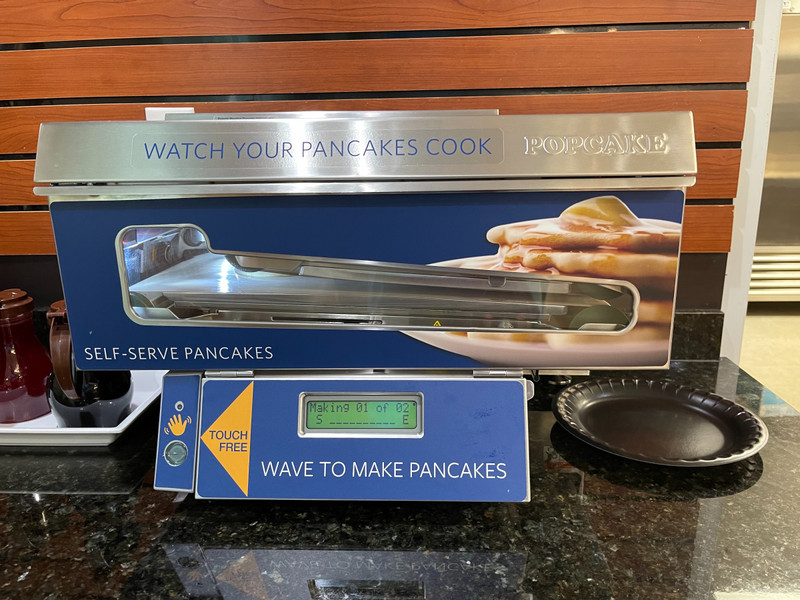 WATCH YOUR PANCAKES COOK
POPCAKE
SELF-SERVE PANCAKES
TOUCH
FREE
Making 01 of 02
S __________ E
WAVE TO MAKE PANCAKES